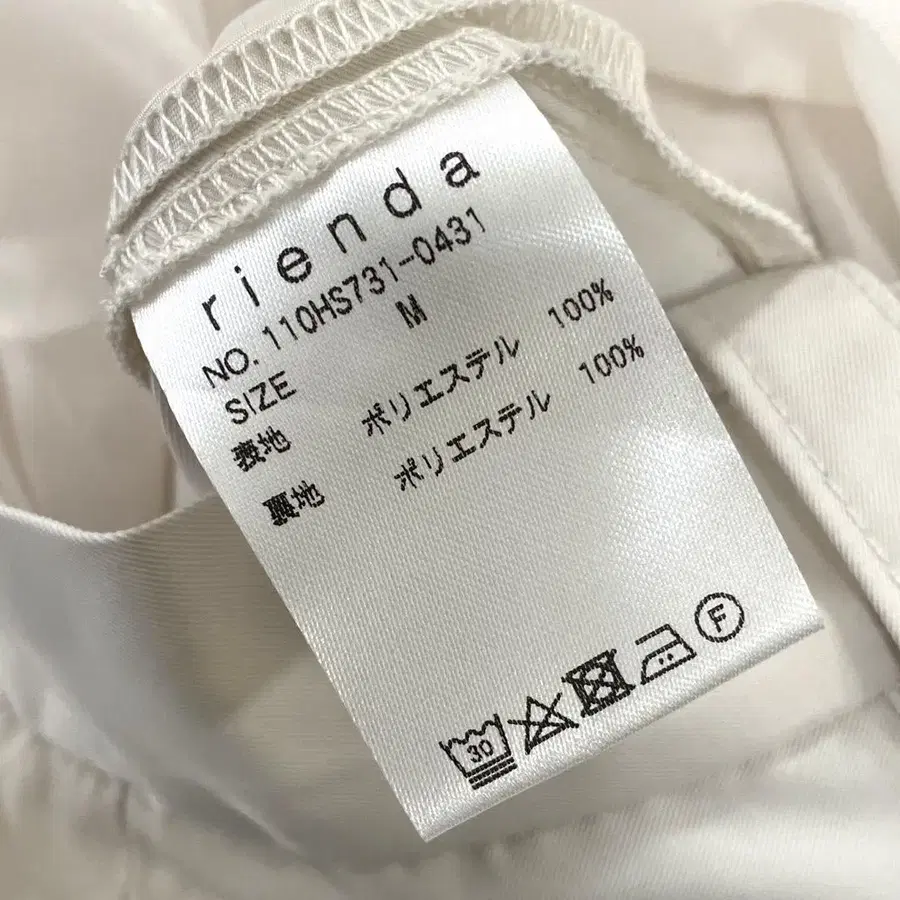 rienda
NO. 110HS731-0431
SIZE M
表地 ポリエステル 100%
裏地 ポリエステル 100%
30 F